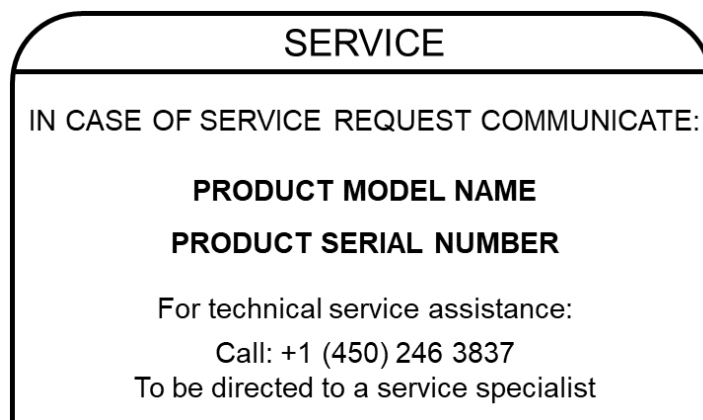 SERVICE
IN CASE OF SERVICE REQUEST COMMUNICATE:
PRODUCT MODEL NAME
PRODUCT SERIAL NUMBER
For technical service assistance:
Call: +1 (450) 246 3837
To be directed to a service specialist